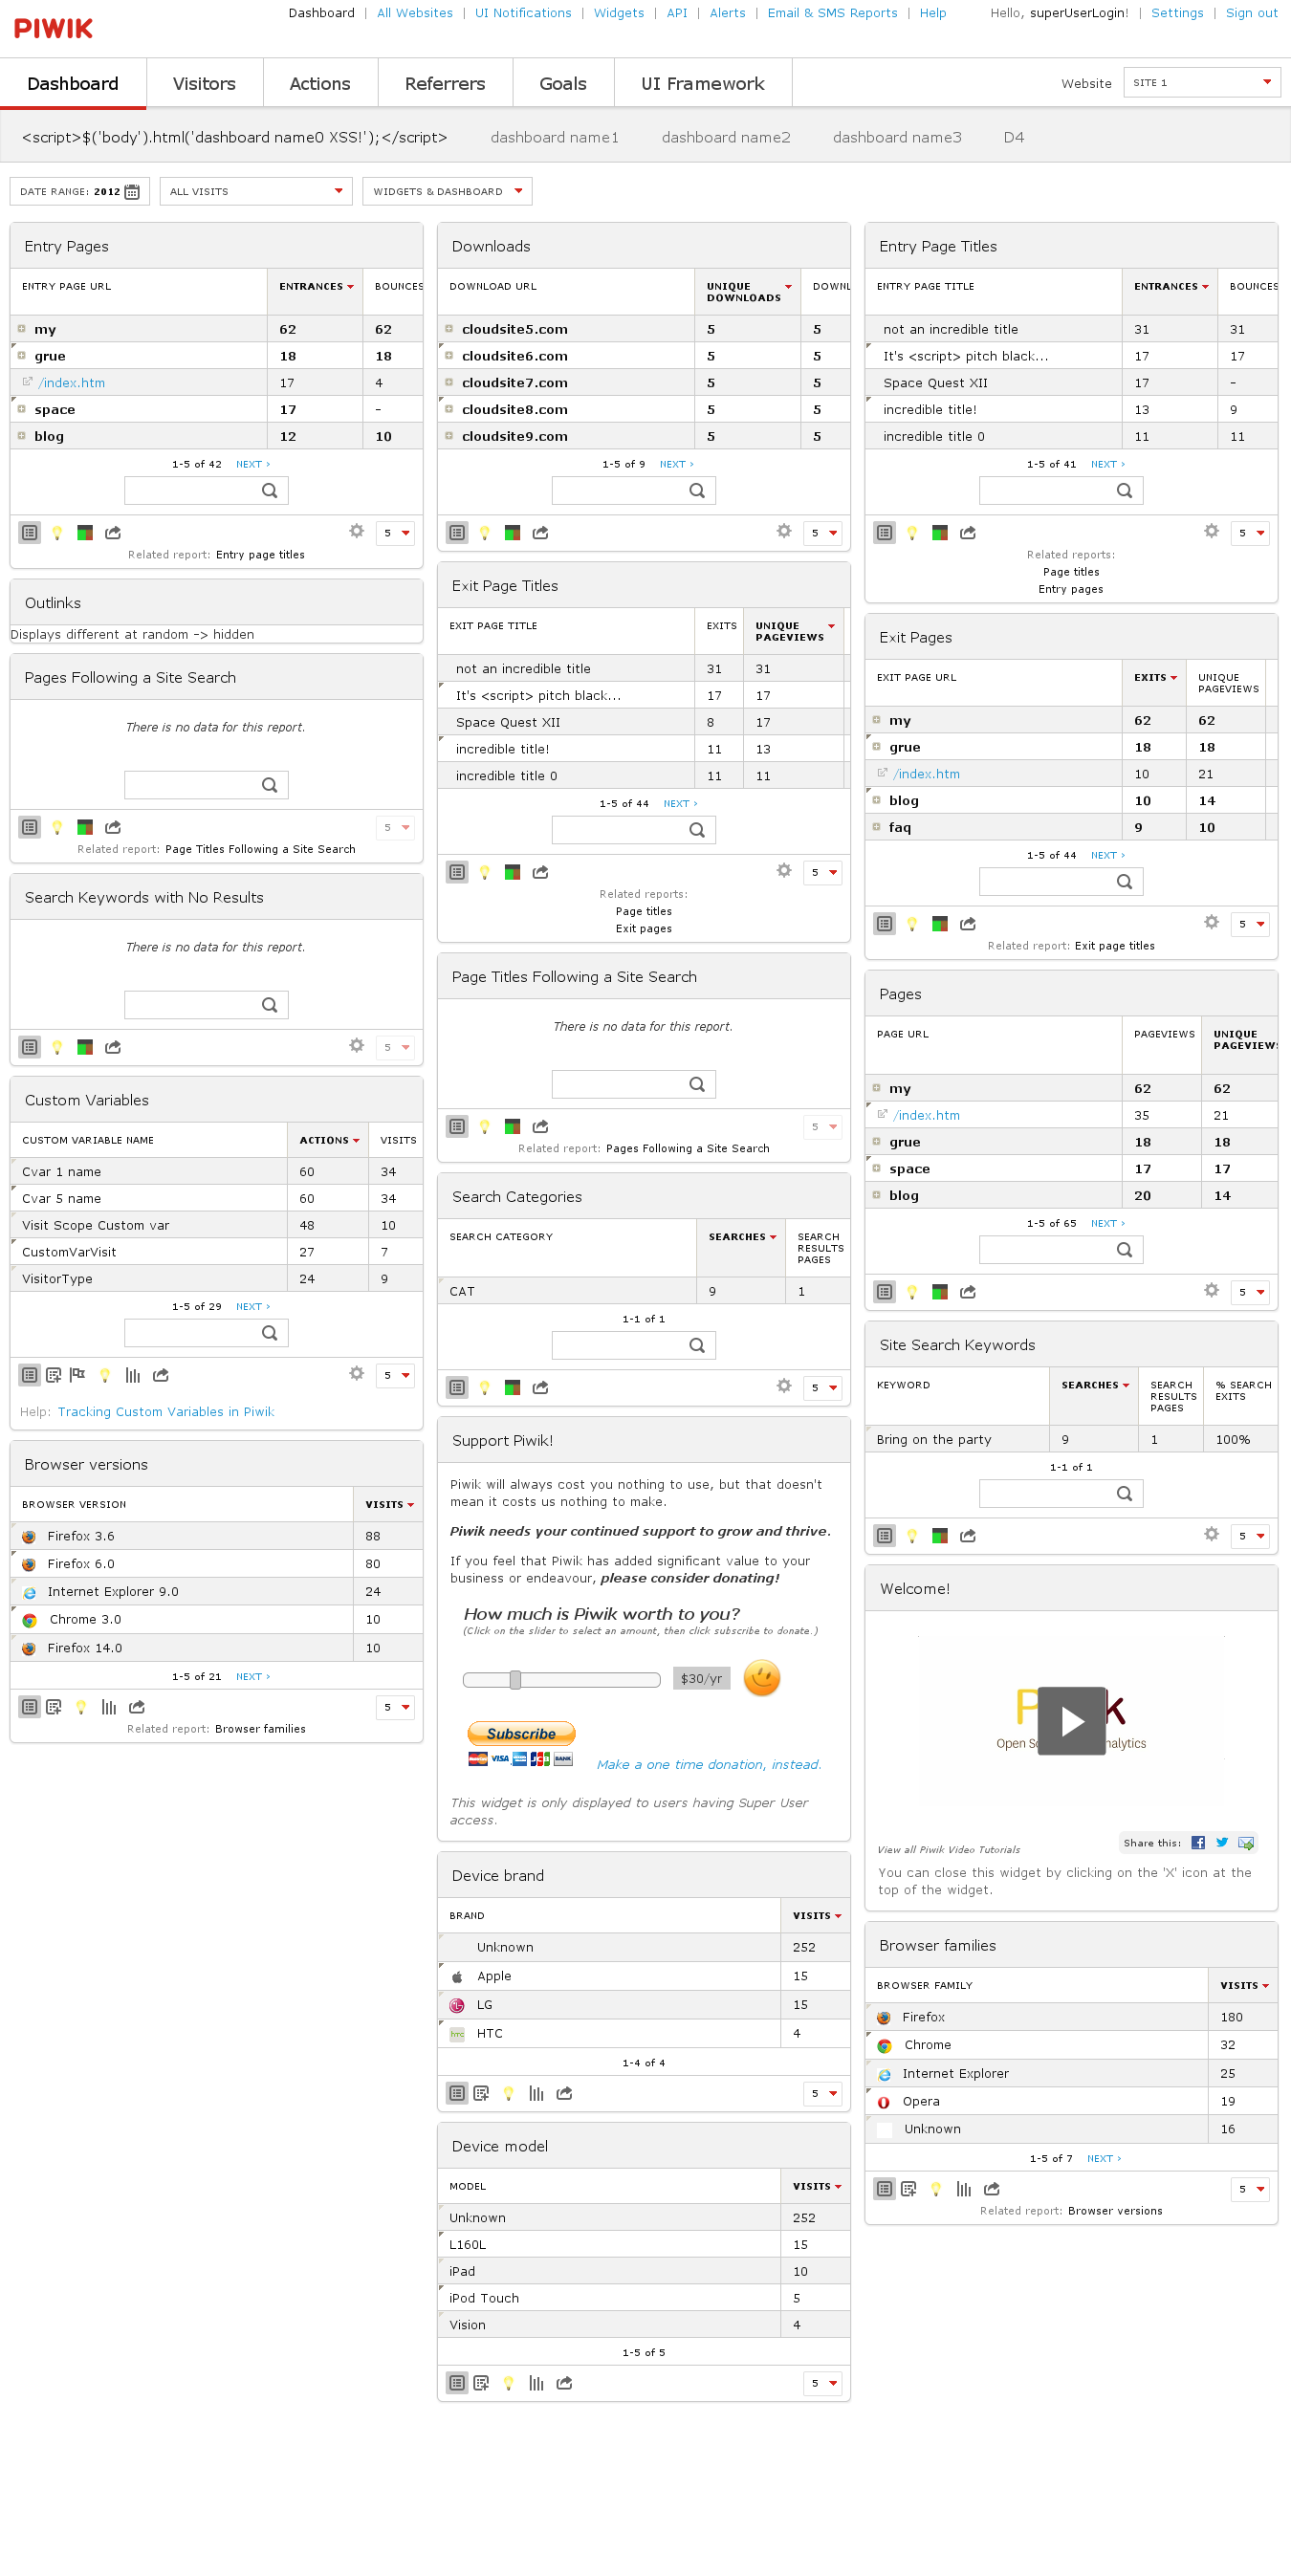 PIWIK
Dashboard | All Websites | UI Notifications | Widgets | API | Alerts | Email & SMS Reports | Help
Hello, superUserLogin! | Settings | Sign out
Dashboard Visitors Actions Referrers Goals UI Framework
Website SITE 1
<script>$('body').html('dashboard name0 XSS!');</script> dashboard name1 dashboard name2 dashboard name3 D4
DATE RANGE: 2012 ALL VISITS WIDGETS & DASHBOARD
Entry Pages
ENTRY PAGE URL ENTRANCES BOUNCES
my 62 62
grue 18 18
/index.htm 17 4
space 17 -
blog 12 10
1-5 of 42 NEXT ›
5
Related report: Entry page titles
Outlinks
Displays different at random -> hidden
Pages Following a Site Search
There is no data for this report.
5
Related report: Page Titles Following a Site Search
Search Keywords with No Results
There is no data for this report.
5
Custom Variables
CUSTOM VARIABLE NAME ACTIONS VISITS
Cvar 1 name 60 34
Cvar 5 name 60 34
Visit Scope Custom var 48 10
CustomVarVisit 27 7
VisitorType 24 9
1-5 of 29 NEXT ›
5
Help: Tracking Custom Variables in Piwik
Browser versions
BROWSER VERSION VISITS
Firefox 3.6 88
Firefox 6.0 80
Internet Explorer 9.0 24
Chrome 3.0 10
Firefox 14.0 10
1-5 of 21 NEXT ›
5
Related report: Browser families
Downloads
DOWNLOAD URL UNIQUE DOWNL
DOWNLOADS
cloudsite5.com 5 5
cloudsite6.com 5 5
cloudsite7.com 5 5
cloudsite8.com 5 5
cloudsite9.com 5 5
1-5 of 9 NEXT ›
5
Exit Page Titles
EXIT PAGE TITLE EXITS UNIQUE
PAGEVIEWS
not an incredible title 31 31
It's <script> pitch black... 17 17
Space Quest XII 8 17
incredible title! 11 13
incredible title 0 11 11
1-5 of 44 NEXT ›
5
Related reports:
Page titles
Exit pages
Page Titles Following a Site Search
There is no data for this report.
5
Related report: Pages Following a Site Search
Search Categories
SEARCH CATEGORY SEARCHES SEARCH
RESULTS
PAGES
CAT 9 1
1-1 of 1
5
Support Piwik!
Piwik will always cost you nothing to use, but that doesn't
mean it costs us nothing to make.
Piwik needs your continued support to grow and thrive.
If you feel that Piwik has added significant value to your
business or endeavour, please consider donating!
How much is Piwik worth to you?
(Click on the slider to select an amount, then click subscribe to donate.)
$30/yr
Subscribe
VISA BANK
Make a one time donation, instead.
This widget is only displayed to users having Super User
access.
Device brand
BRAND VISITS
Unknown 252
Apple 15
LG 15
HTC 4
1-4 of 4
5
Device model
MODEL VISITS
Unknown 252
L160L 15
iPad 10
iPod Touch 5
Vision 4
1-5 of 5
5
Entry Page Titles
ENTRY PAGE TITLE ENTRANCES BOUNCES
not an incredible title 31 31
It's <script> pitch black... 17 17
Space Quest XII 17 -
incredible title! 13 9
incredible title 0 11 11
1-5 of 41 NEXT ›
5
Related reports:
Page titles
Entry pages
Exit Pages
EXIT PAGE URL EXITS UNIQUE
PAGEVIEWS
my 62 62
grue 18 18
/index.htm 10 21
blog 10 14
faq 9 10
1-5 of 44 NEXT ›
5
Related report: Exit page titles
Pages
PAGE URL PAGEVIEWS UNIQUE
PAGEVIEWS
my 62 62
/index.htm 35 21
grue 18 18
space 17 17
blog 20 14
1-5 of 65 NEXT ›
5
Site Search Keywords
KEYWORD SEARCHES SEARCH % SEARCH
RESULTS EXITS
PAGES
Bring on the party 9 1 100%
1-1 of 1
5
Welcome!
P k
Open So nalytics
View all Piwik Video Tutorials Share this:
You can close this widget by clicking on the 'X' icon at the
top of the widget.
Browser families
BROWSER FAMILY VISITS
Firefox 180
Chrome 32
Internet Explorer 25
Opera 19
Unknown 16
1-5 of 7 NEXT ›
5
Related report: Browser versions